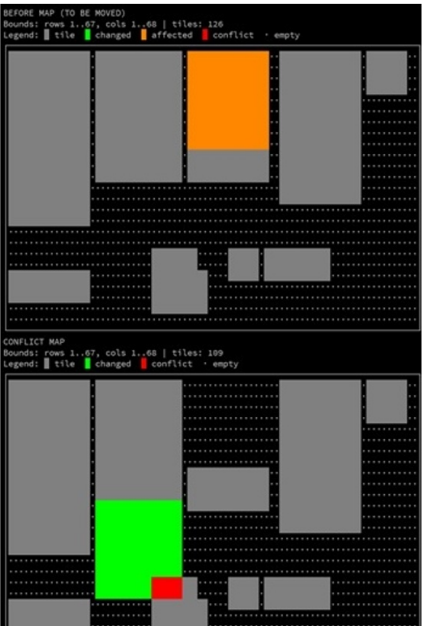 BEFORE MAP (TO BE MOVED)
Bounds: rows 1..67, cols 1..68 | tiles: 126
Legend: tile changed affected conflict · empty
CONFLICT MAP
Bounds: rows 1..67, cols 1..68 | tiles: 109
Legend: tile changed conflict · empty